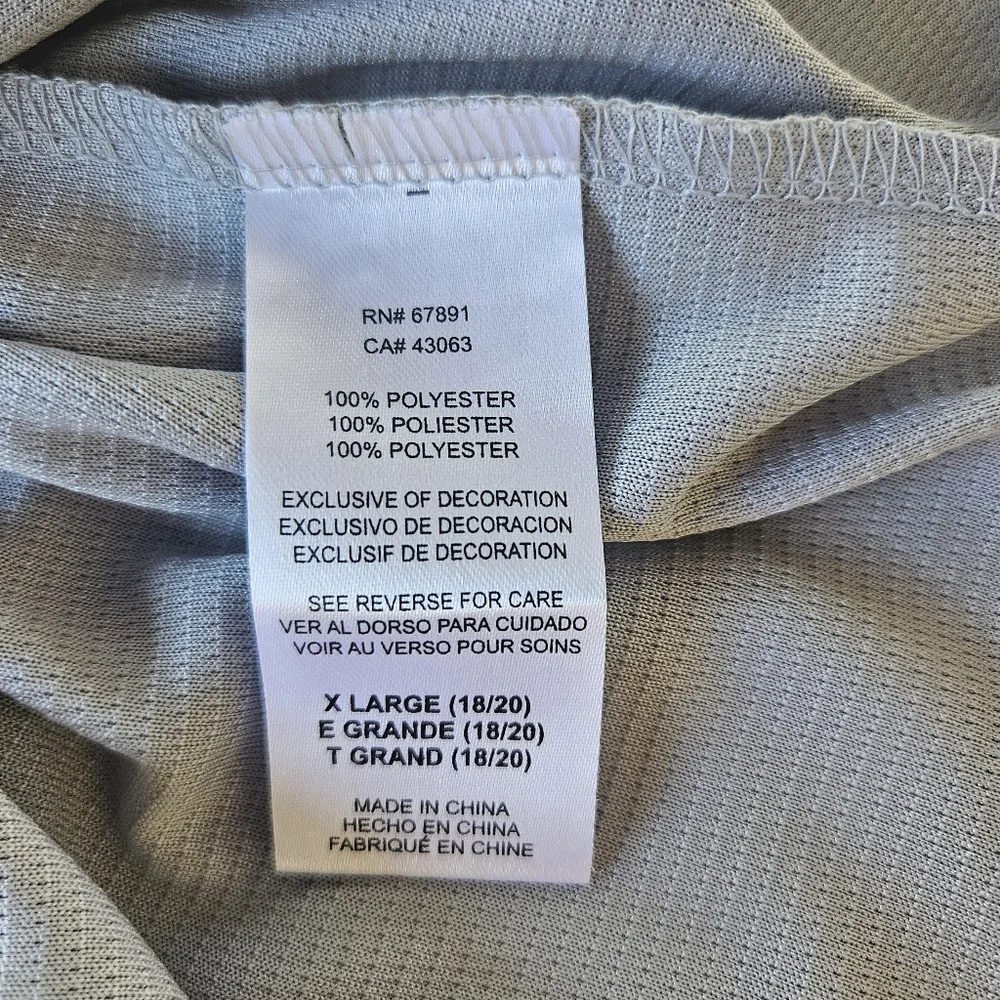 RN# 67891
CA# 43063
100% POLYESTER
100% POLIESTER
100% POLYESTER
EXCLUSIVE OF DECORATION
EXCLUSIVO DE DECORACION
EXCLUSIF DE DECORATION
SEE REVERSE FOR CARE
VER AL DORSO PARA CUIDADO
VOIR AU VERSO POUR SOINS
X LARGE (18/20)
E GRANDE (18/20)
T GRAND (18/20)
MADE IN CHINA
HECHO EN CHINA
FABRIQUÉ EN CHINE